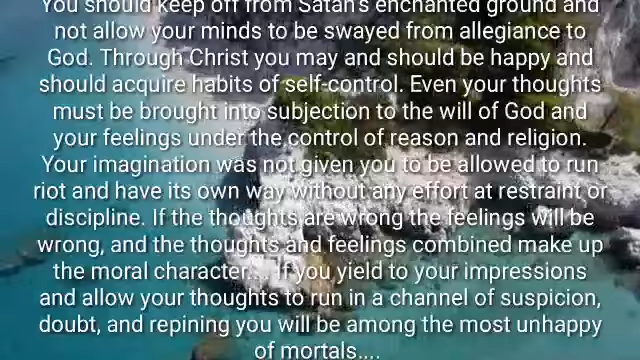 You should keep off from Satan's enchanted ground and
not allow your minds to be swayed from allegiance to
God. Through Christ you may and should be happy and
should acquire habits of self-control. Even your thoughts
must be brought into subjection to the will of God and
your feelings under the control of reason and religion.
Your imagination was not given you to be allowed to run
riot and have its own way without any effort at restraint or
discipline. If the thoughts are wrong the feelings will be
wrong, and the thoughts and feelings combined make up
the moral character.... If you yield to your impressions
and allow your thoughts to run in a channel of suspicion,
doubt, and repining you will be among the most unhappy
of mortals....